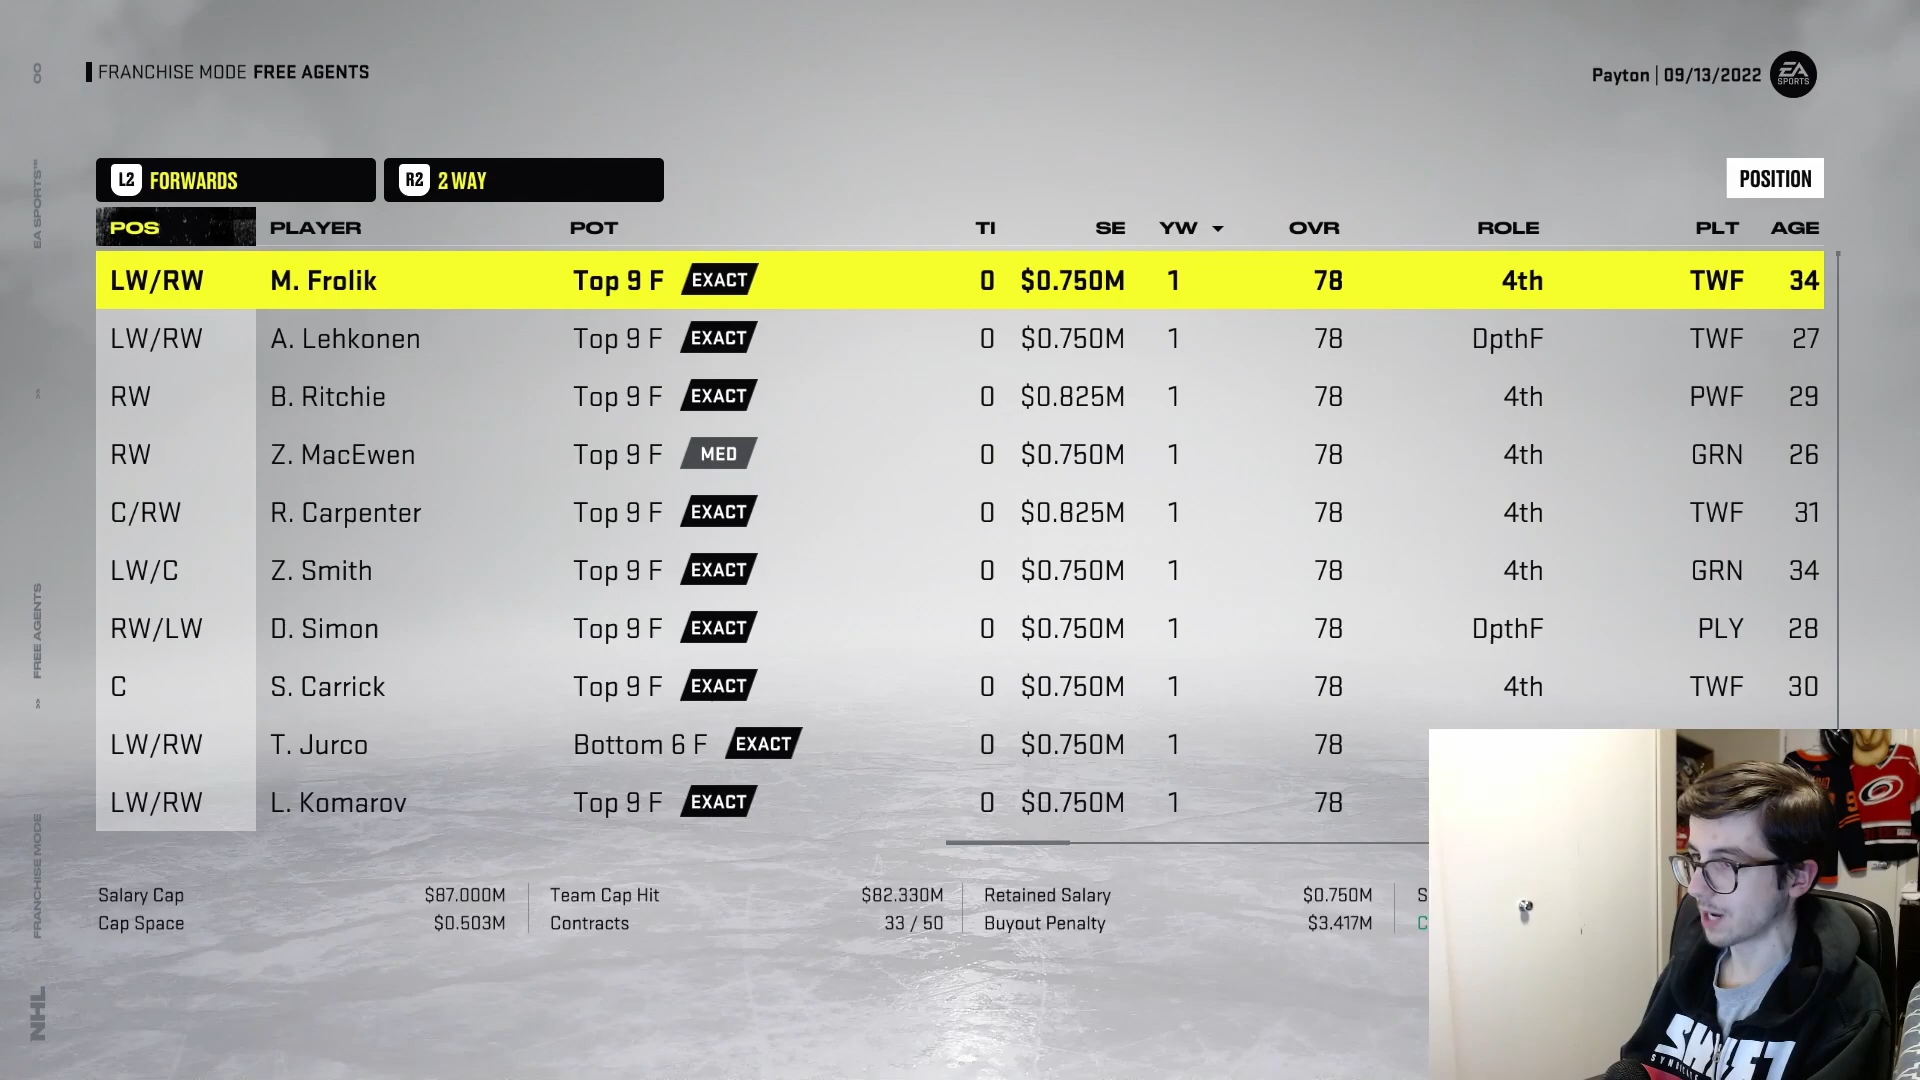 FRANCHISE MODE FREE AGENTS
Payton | 09/13/2022
EA SPORTS
L2 FORWARDS
R2 2 WAY
POSITION
POS PLAYER POT TI SE YW OVR ROLE PLT AGE
LW/RW M. Frolik Top 9 F EXACT 0 $0.750M 1 78 4th TWF 34
LW/RW A. Lehkonen Top 9 F EXACT 0 $0.750M 1 78 DpthF TWF 27
RW B. Ritchie Top 9 F EXACT 0 $0.825M 1 78 4th PWF 29
RW Z. MacEwen Top 9 F MED 0 $0.750M 1 78 4th GRN 26
C/RW R. Carpenter Top 9 F EXACT 0 $0.825M 1 78 4th TWF 31
LW/C Z. Smith Top 9 F EXACT 0 $0.750M 1 78 4th GRN 34
RW/LW D. Simon Top 9 F EXACT 0 $0.750M 1 78 DpthF PLY 28
C S. Carrick Top 9 F EXACT 0 $0.750M 1 78 4th TWF 30
LW/RW T. Jurco Bottom 6 F EXACT 0 $0.750M 1 78
LW/RW L. Komarov Top 9 F EXACT 0 $0.750M 1 78
Salary Cap $87.000M Team Cap Hit $82.330M Retained Salary $0.750M S
Cap Space $0.503M Contracts 33 / 50 Buyout Penalty $3.417M C
NHL FRANCHISE MODE >> FREE AGENTS >> EA SPORTS™